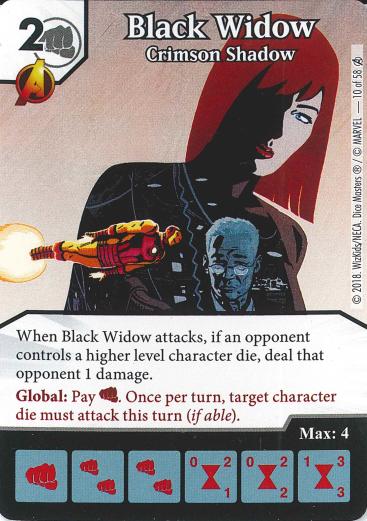 2
Black Widow
Crimson Shadow
© 2018. WizKids/NECA. Dice Masters ® / © MARVEL — 10 of 58
When Black Widow attacks, if an opponent
controls a higher level character die, deal that
opponent 1 damage.
Global: Pay . Once per turn, target character
die must attack this turn (if able).
Max: 4
0 2
1
0 2
2
1 3
3